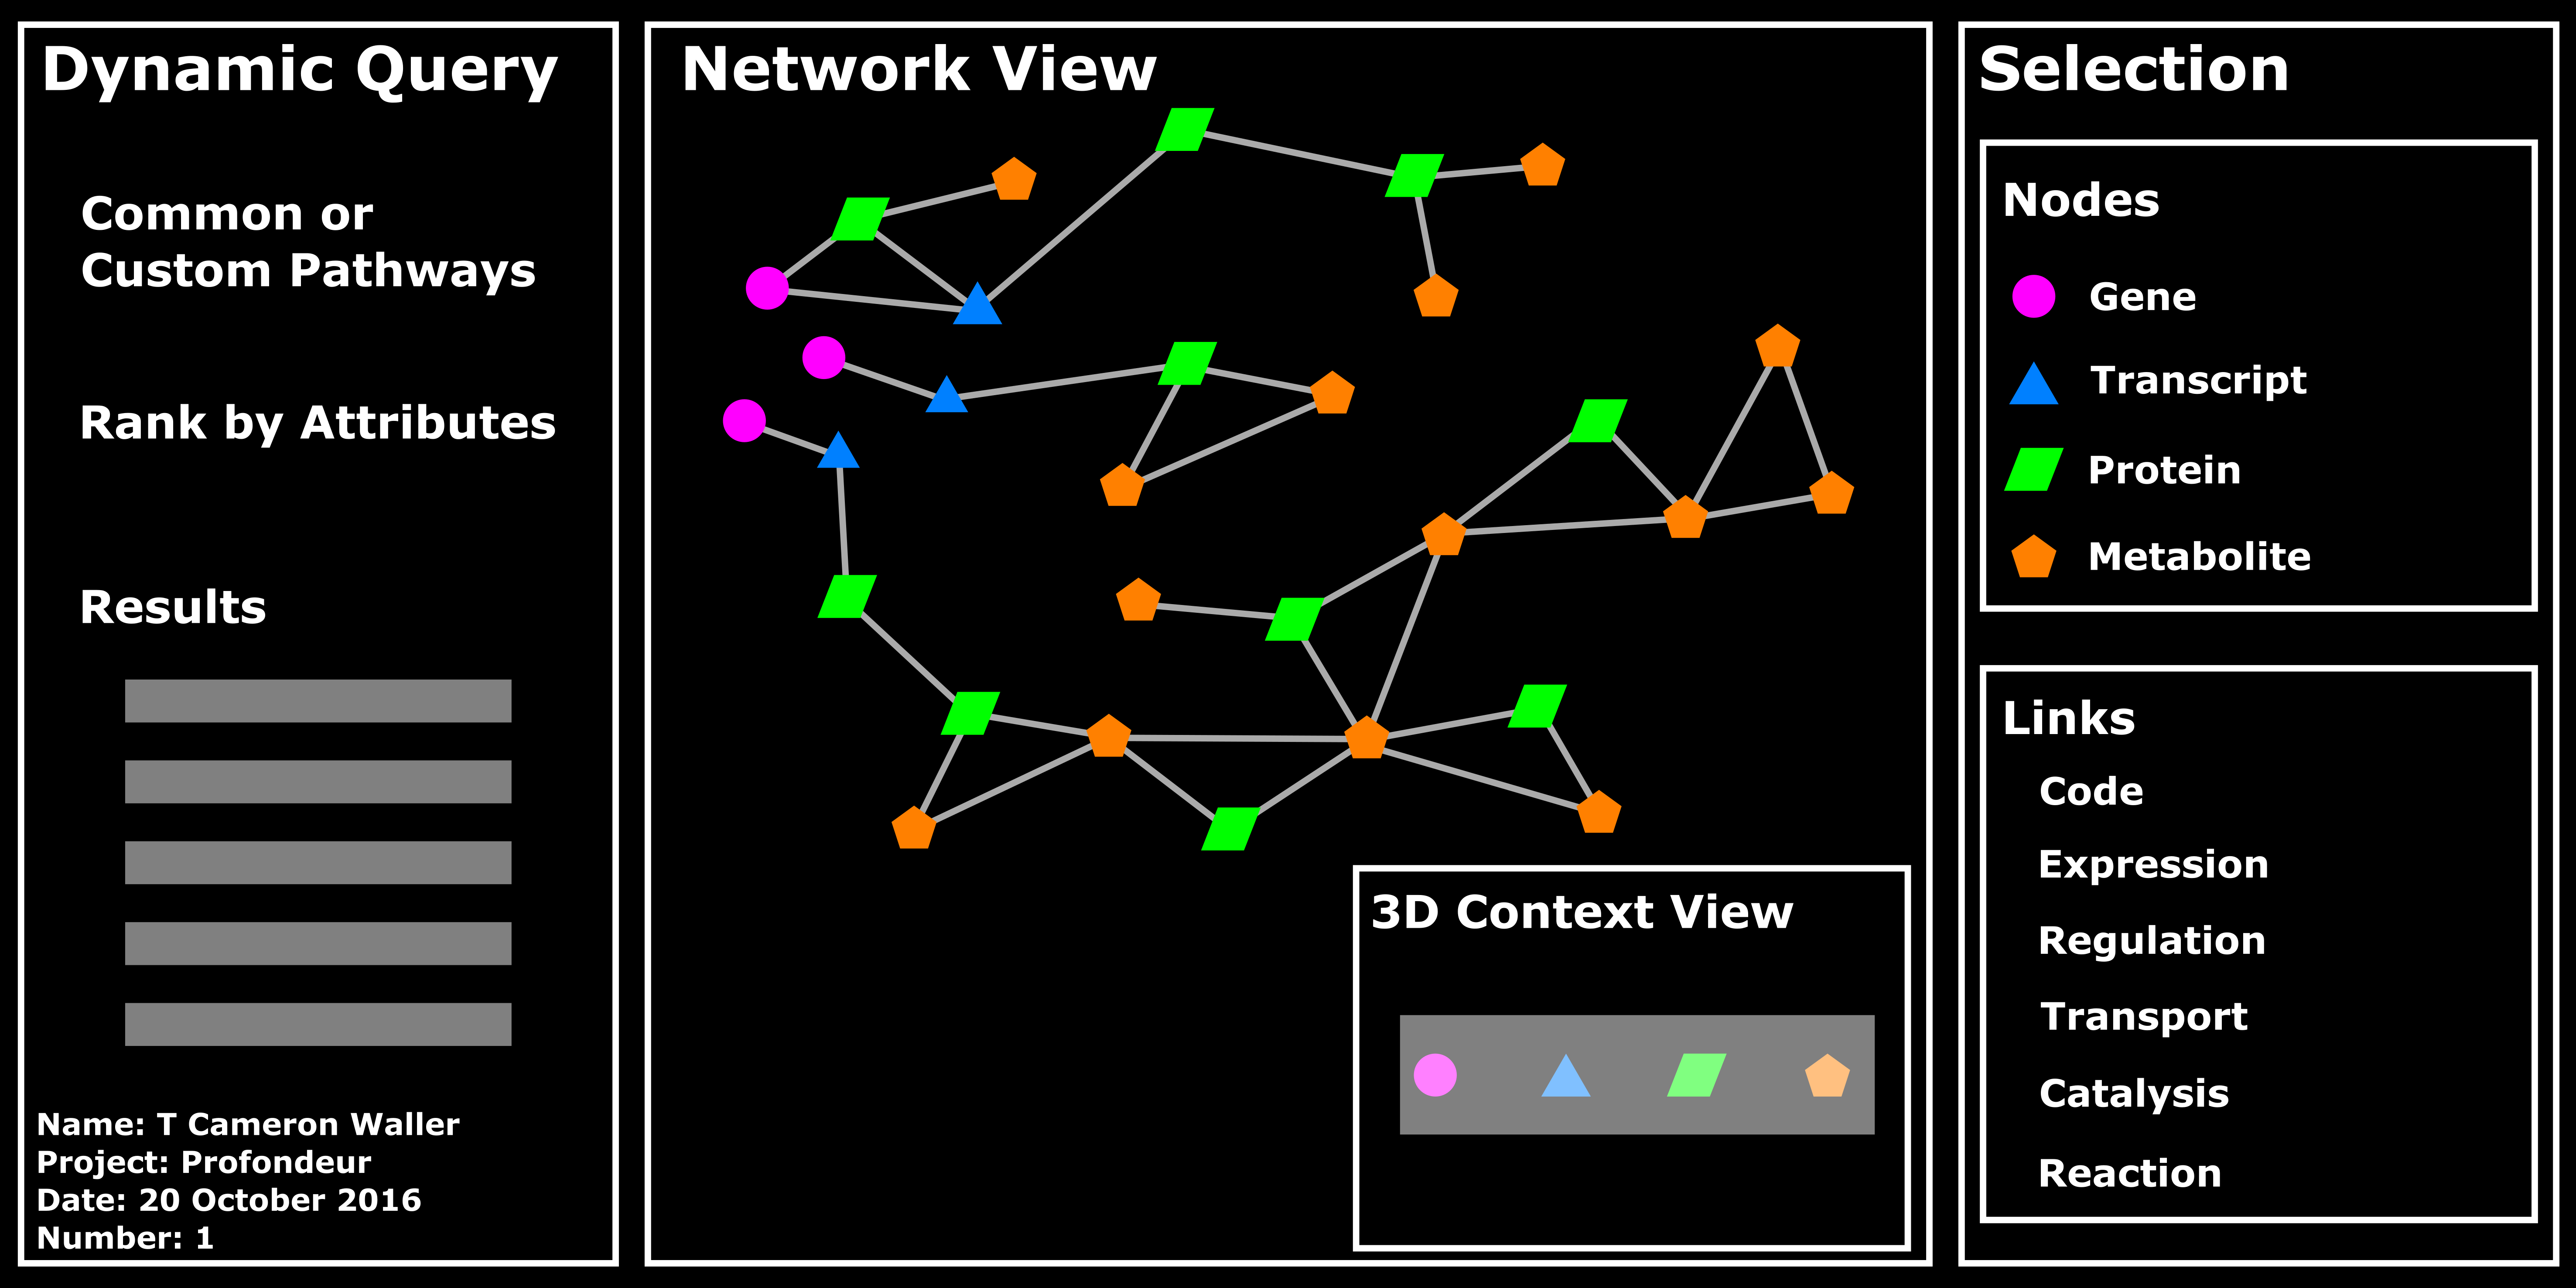 Dynamic Query
Common or
Custom Pathways
Rank by Attributes
Results
Name: T Cameron Waller
Project: Profondeur
Date: 20 October 2016
Number: 1
Network View
3D Context View
Selection
Nodes
Gene
Transcript
Protein
Metabolite
Links
Code
Expression
Regulation
Transport
Catalysis
Reaction